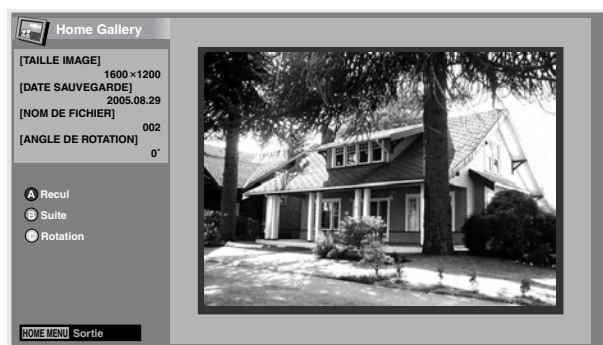 Home Gallery
[TAILLE IMAGE]
1600×1200
[DATE SAUVEGARDE]
2005.08.29
[NOM DE FICHIER]
002
[ANGLE DE ROTATION]
0°
A Recul
B Suite
C Rotation
HOME MENU Sortie